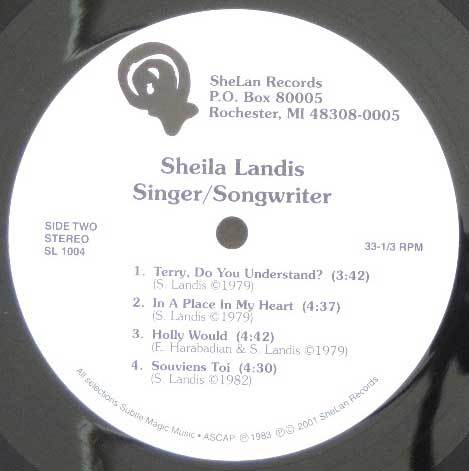 SheLan Records
P.O. Box 80005
Rochester, MI 48308-0005
Sheila Landis
Singer/Songwriter
SIDE TWO
STEREO
SL 1004
33-1/3 RPM
1. Terry, Do You Understand? (3:42)
(S. Landis ©1979)
2. In A Place In My Heart (4:37)
(S. Landis ©1979)
3. Holly Would (4:42)
(E. Harabadian & S. Landis ©1979)
4. Souviens Toi (4:30)
(S. Landis ©1982)
All selections Subtle Magic Music • ASCAP ℗ 1983 ℗© 2001 SheLan Records